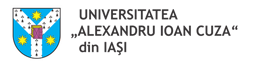 UNIVERSITATEA
„ALEXANDRU IOAN CUZA“
din IAŞI